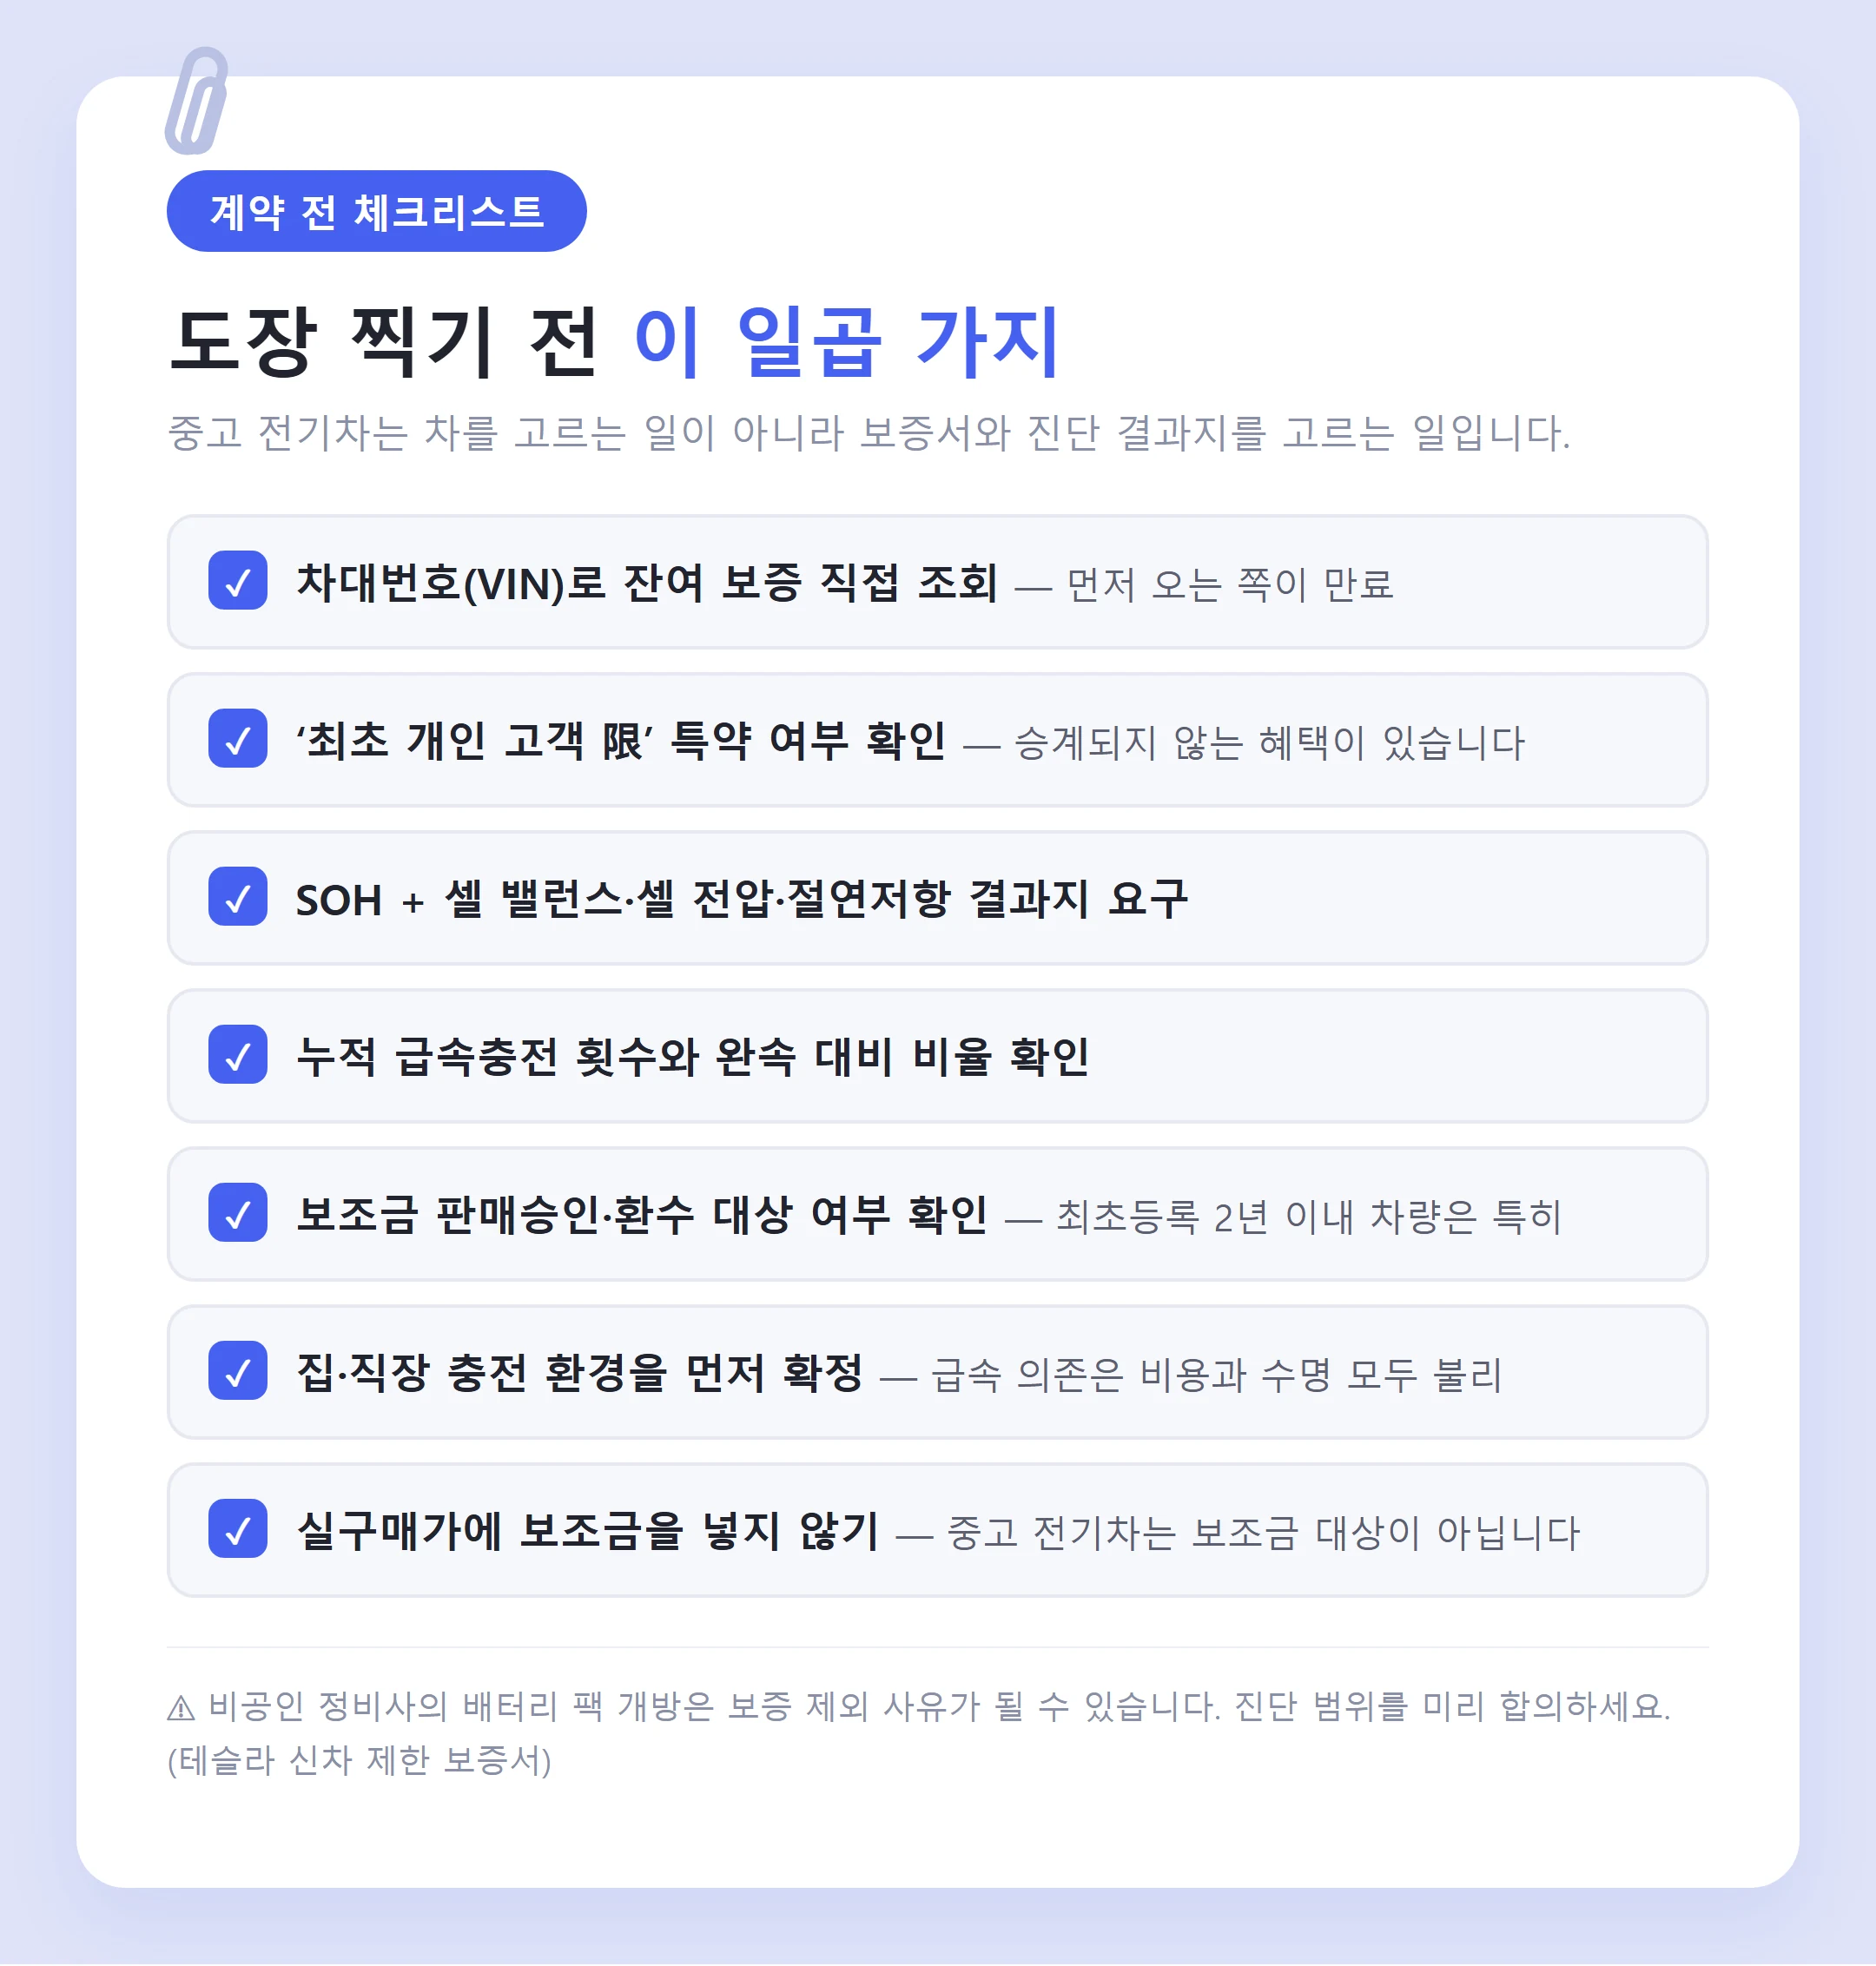 계약 전 체크리스트
도장 찍기 전 이 일곱 가지
중고 전기차는 차를 고르는 일이 아니라 보증서와 진단 결과지를 고르는 일입니다.
✓ 차대번호(VIN)로 잔여 보증 직접 조회 — 먼저 오는 쪽이 만료
✓ ‘최초 개인 고객 限’ 특약 여부 확인 — 승계되지 않는 혜택이 있습니다
✓ SOH + 셀 밸런스·셀 전압·절연저항 결과지 요구
✓ 누적 급속충전 횟수와 완속 대비 비율 확인
✓ 보조금 판매승인·환수 대상 여부 확인 — 최초등록 2년 이내 차량은 특히
✓ 집·직장 충전 환경을 먼저 확정 — 급속 의존은 비용과 수명 모두 불리
✓ 실구매가에 보조금을 넣지 않기 — 중고 전기차는 보조금 대상이 아닙니다
⚠ 비공인 정비사의 배터리 팩 개방은 보증 제외 사유가 될 수 있습니다. 진단 범위를 미리 합의하세요.
(테슬라 신차 제한 보증서)